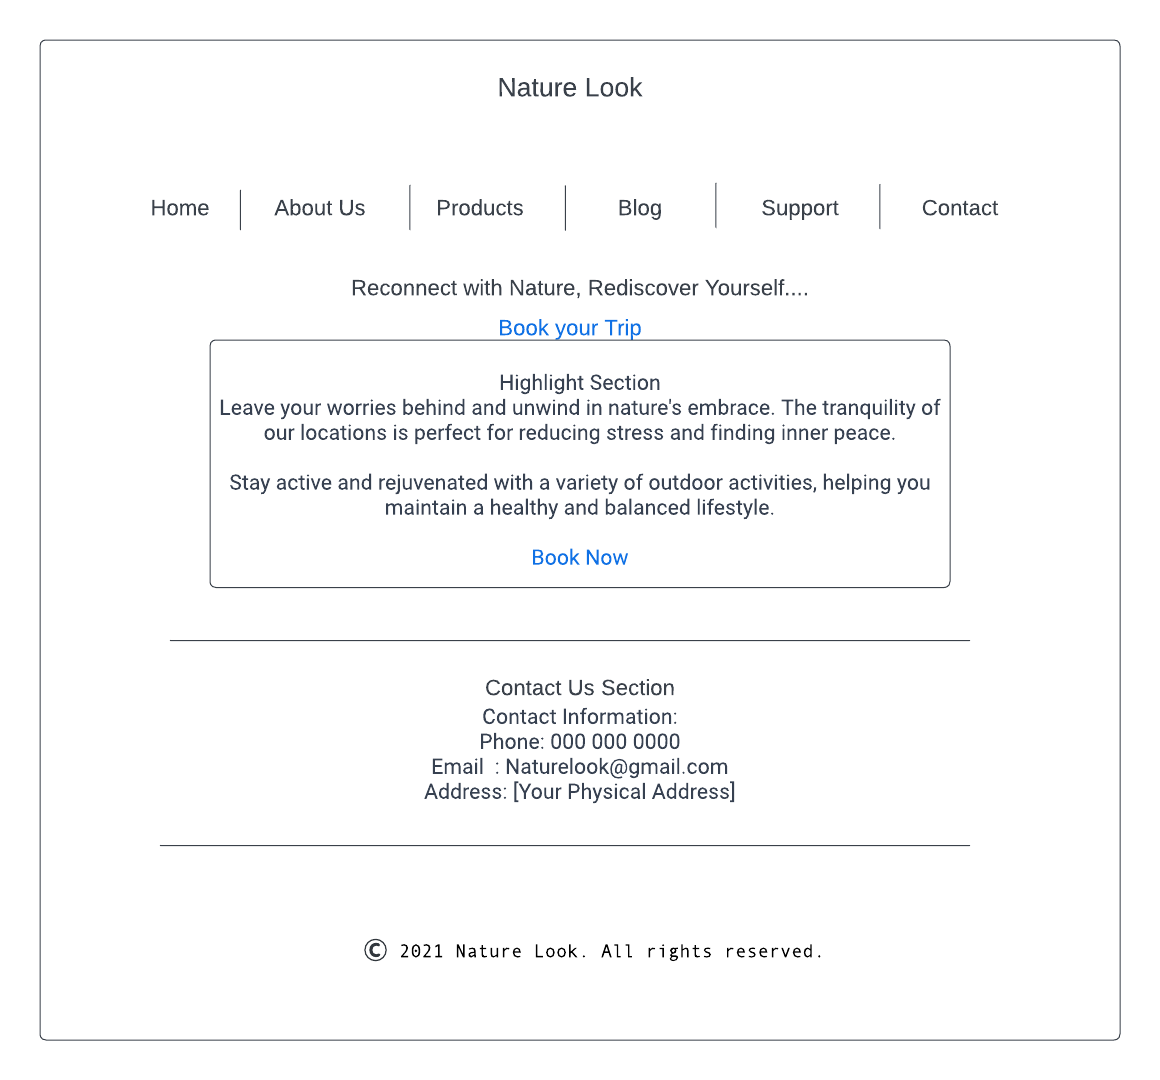 Nature Look
Home About Us Products Blog Support Contact
Reconnect with Nature, Rediscover Yourself....
Book your Trip
Highlight Section
Leave your worries behind and unwind in nature's embrace. The tranquility of
our locations is perfect for reducing stress and finding inner peace.
Stay active and rejuvenated with a variety of outdoor activities, helping you
maintain a healthy and balanced lifestyle.
Book Now
Contact Us Section
Contact Information:
Phone: 000 000 0000
Email  : Naturelook@gmail.com
Address: [Your Physical Address]
© 2021 Nature Look. All rights reserved.